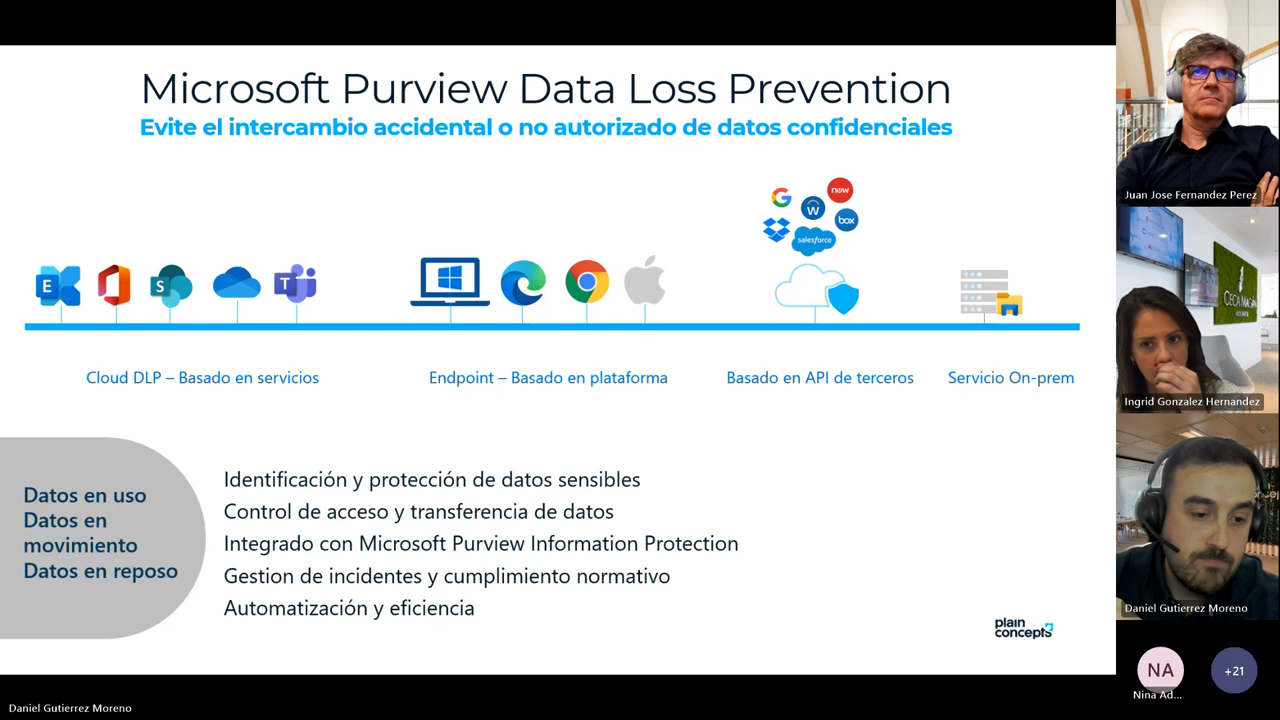 Microsoft Purview Data Loss Prevention
Evite el intercambio accidental o no autorizado de datos confidenciales
G
W
now
box
salesforce
E
S
T
Cloud DLP – Basado en servicios
Endpoint – Basado en plataforma
Basado en API de terceros
Servicio On-prem
Datos en uso
Datos en
movimiento
Datos en reposo
Identificación y protección de datos sensibles
Control de acceso y transferencia de datos
Integrado con Microsoft Purview Information Protection
Gestion de incidentes y cumplimiento normativo
Automatización y eficiencia
plain
concepts
Daniel Gutierrez Moreno
Juan Jose Fernandez Perez
Ingrid Gonzalez Hernandez
Daniel Gutierrez Moreno
NA
Nina Ad...
+21